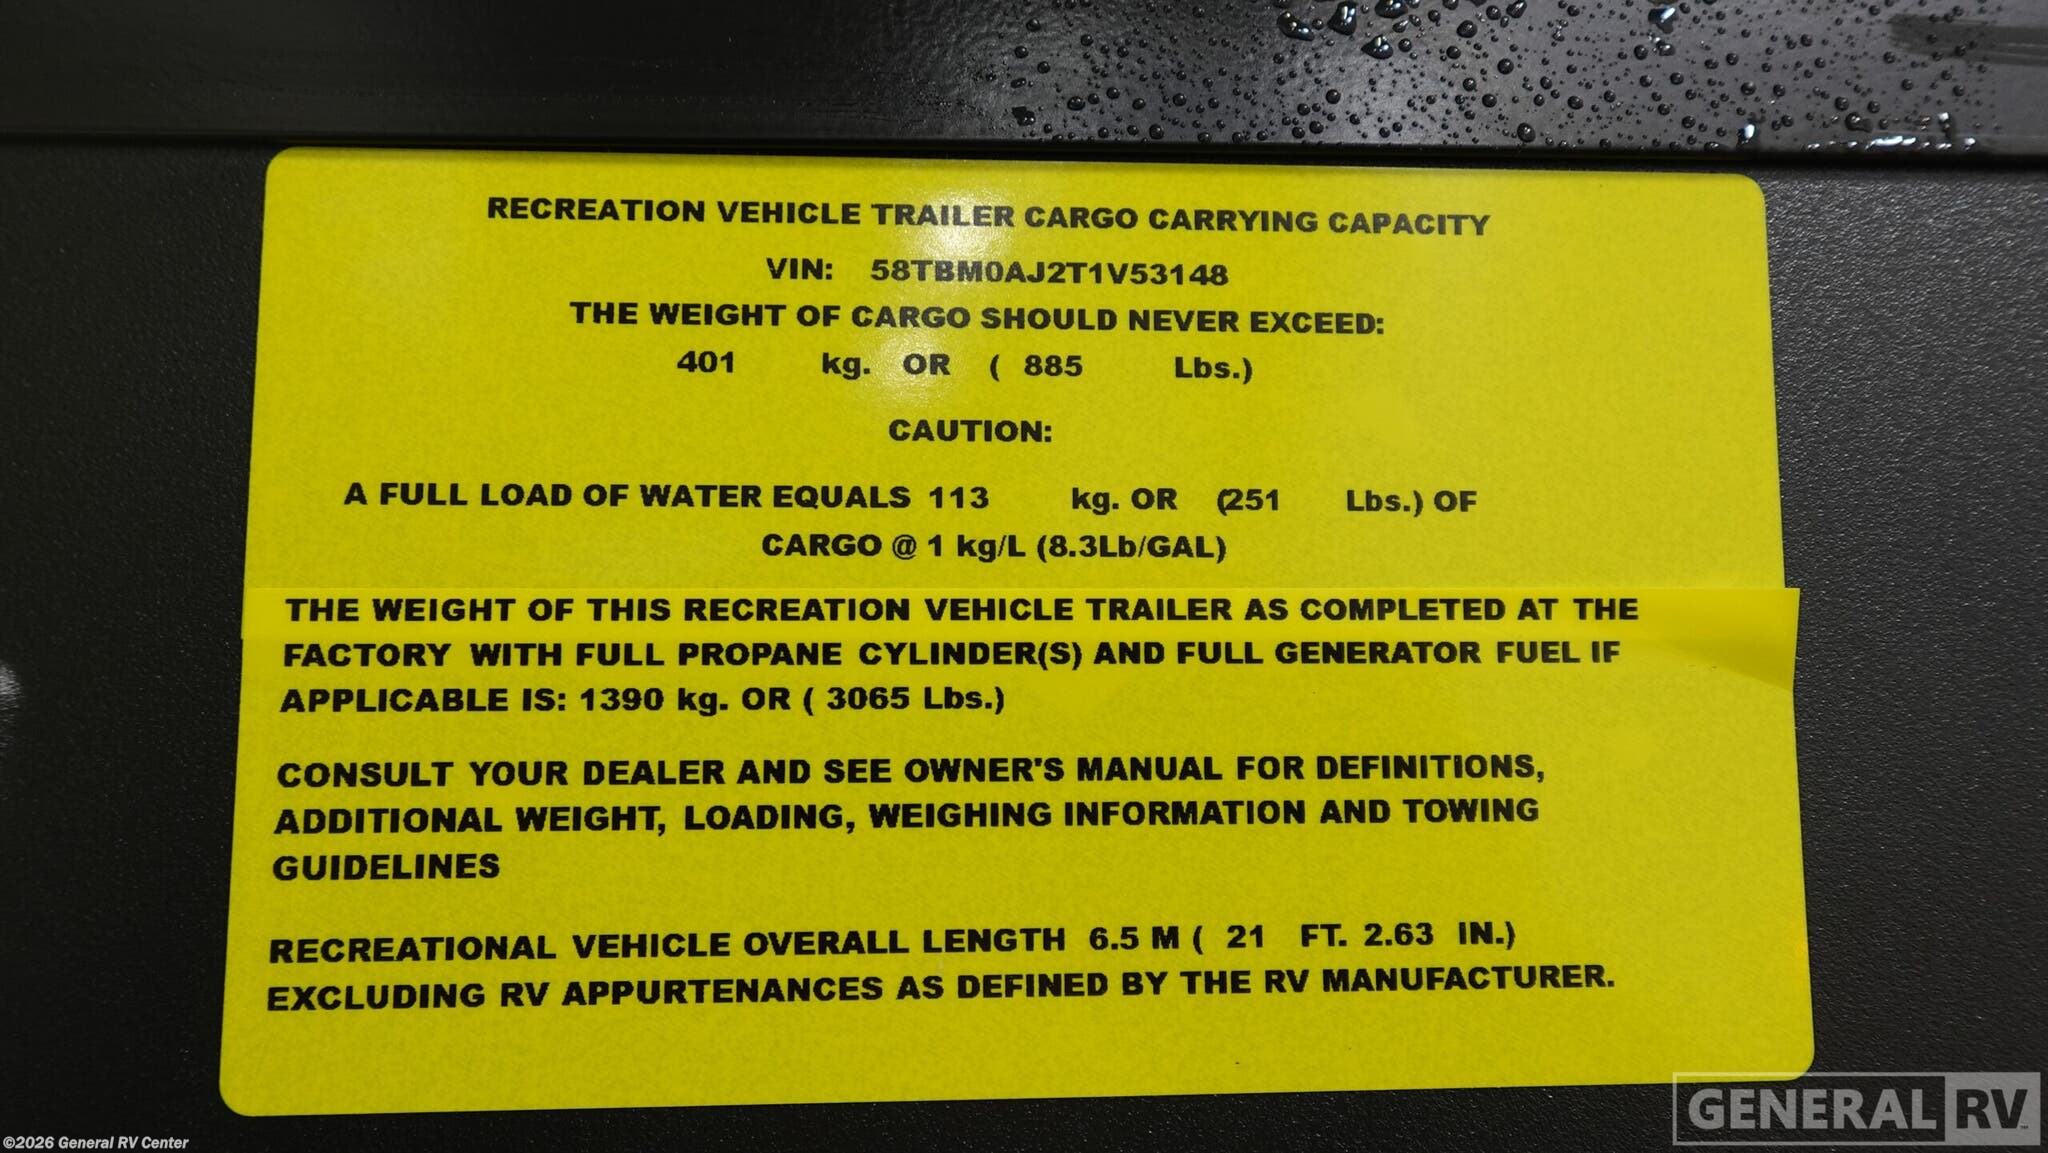 RECREATION VEHICLE TRAILER CARGO CARRYING CAPACITY
VIN: 58TBM0AJ2T1V53148
THE WEIGHT OF CARGO SHOULD NEVER EXCEED:
401 kg. OR ( 885 Lbs.)
CAUTION:
A FULL LOAD OF WATER EQUALS 113 kg. OR (251 Lbs.) OF
CARGO @ 1 kg/L (8.3Lb/GAL)
THE WEIGHT OF THIS RECREATION VEHICLE TRAILER AS COMPLETED AT THE
FACTORY WITH FULL PROPANE CYLINDER(S) AND FULL GENERATOR FUEL IF
APPLICABLE IS: 1390 kg. OR ( 3065 Lbs.)
CONSULT YOUR DEALER AND SEE OWNER'S MANUAL FOR DEFINITIONS,
ADDITIONAL WEIGHT, LOADING, WEIGHING INFORMATION AND TOWING
GUIDELINES
RECREATIONAL VEHICLE OVERALL LENGTH 6.5 M ( 21 FT. 2.63 IN.)
EXCLUDING RV APPURTENANCES AS DEFINED BY THE RV MANUFACTURER.
GENERAL RV
©2026 General RV Center